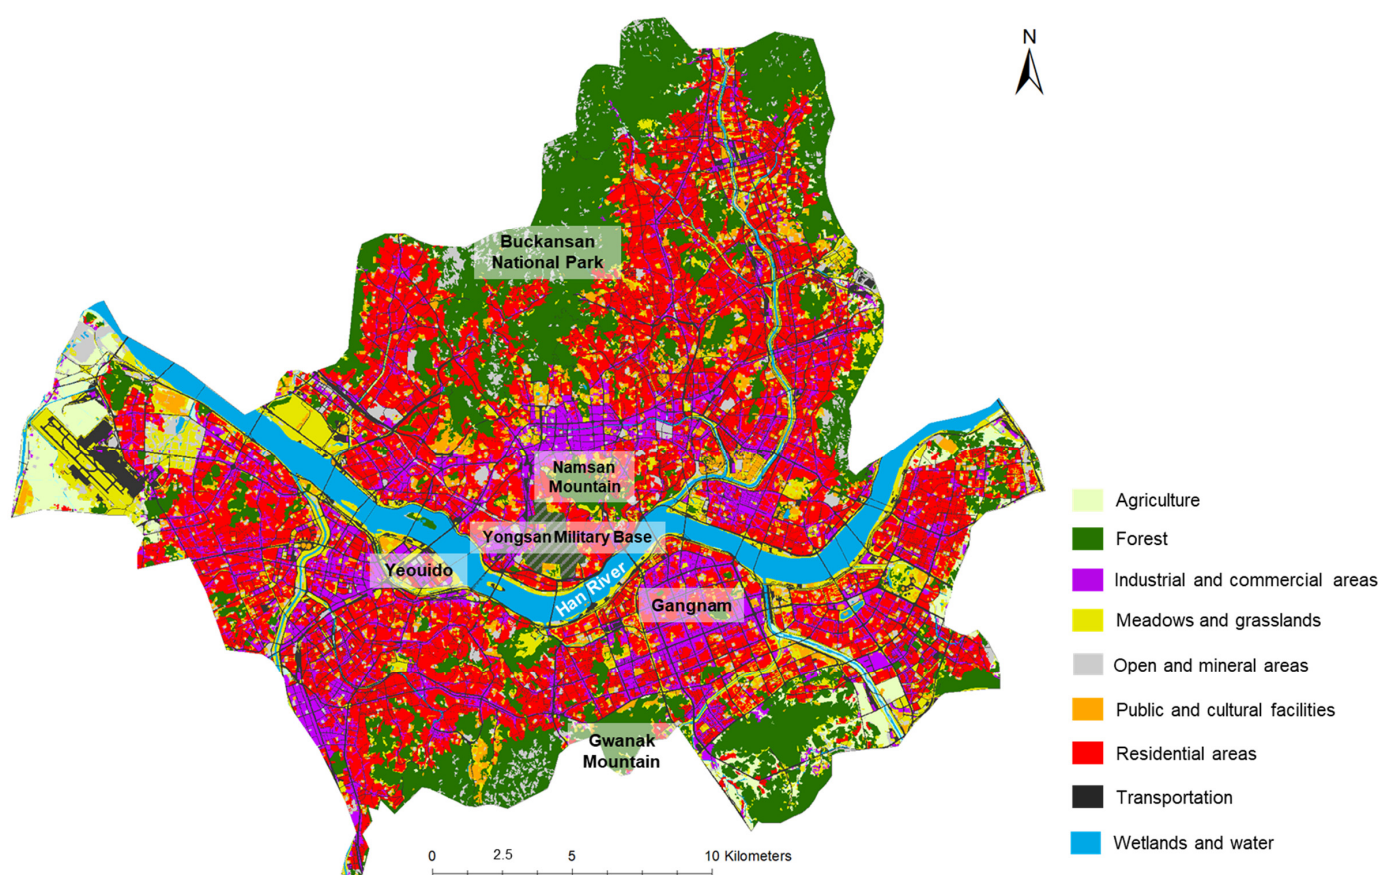 N
Buckansan
National Park
Namsan
Mountain
Yongsan Military Base
Yeouido
Han River
Gangnam
Gwanak
Mountain
Agriculture
Forest
Industrial and commercial areas
Meadows and grasslands
Open and mineral areas
Public and cultural facilities
Residential areas
Transportation
Wetlands and water
0 2.5 5 10 Kilometers